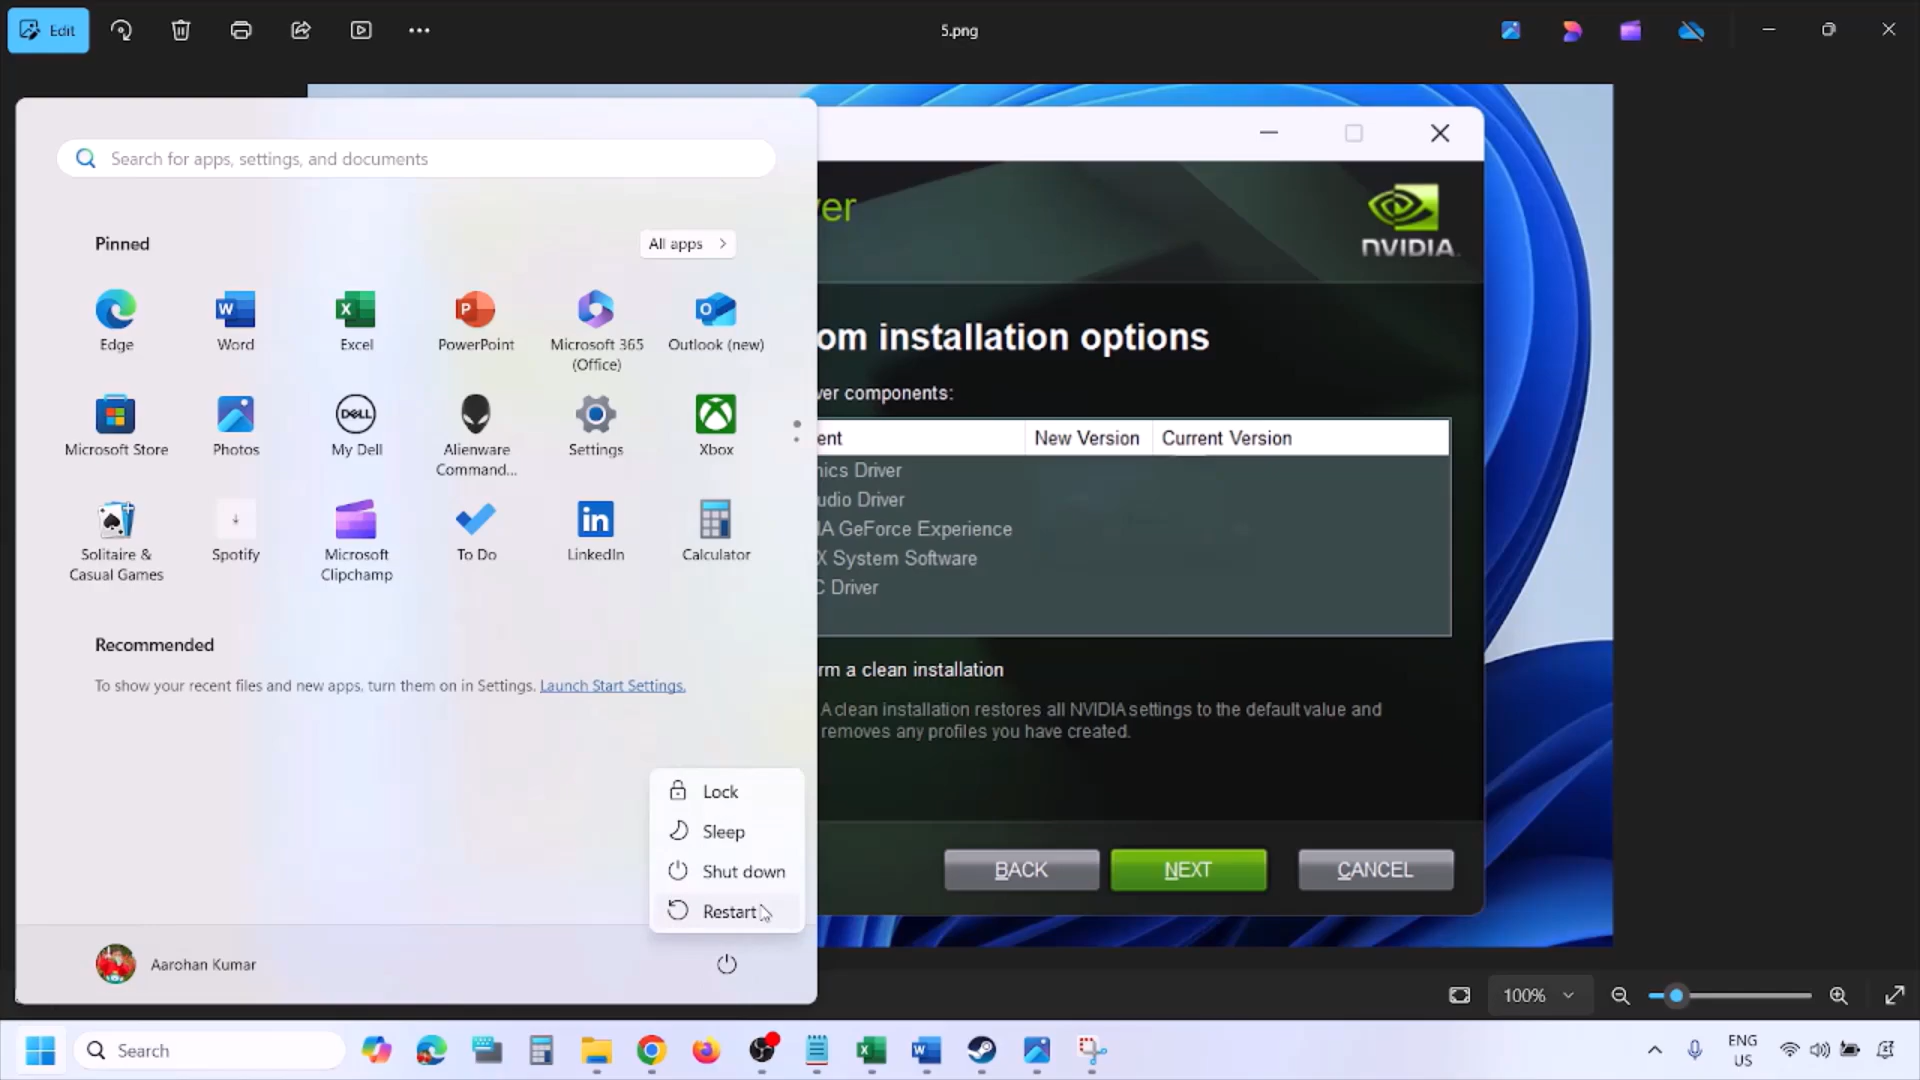 Edit
5.png
Search for apps, settings, and documents
Pinned
All apps
Edge
Word
Excel
PowerPoint
Microsoft 365
(Office)
Outlook (new)
Microsoft Store
Photos
DELL
My Dell
Alienware
Command...
Settings
Xbox
Solitaire &
Casual Games
Spotify
Microsoft
Clipchamp
To Do
LinkedIn
Calculator
Recommended
To show your recent files and new apps, turn them on in Settings. Launch Start Settings.
Lock
Sleep
Shut down
Restart
Aarohan Kumar
ver
NVIDIA.
om installation options
ver components:
ent New Version Current Version
nics Driver
udio Driver
IA GeForce Experience
X System Software
C Driver
rm a clean installation
A clean installation restores all NVIDIA settings to the default value and
removes any profiles you have created.
BACK NEXT CANCEL
100%
Search
ENG
US